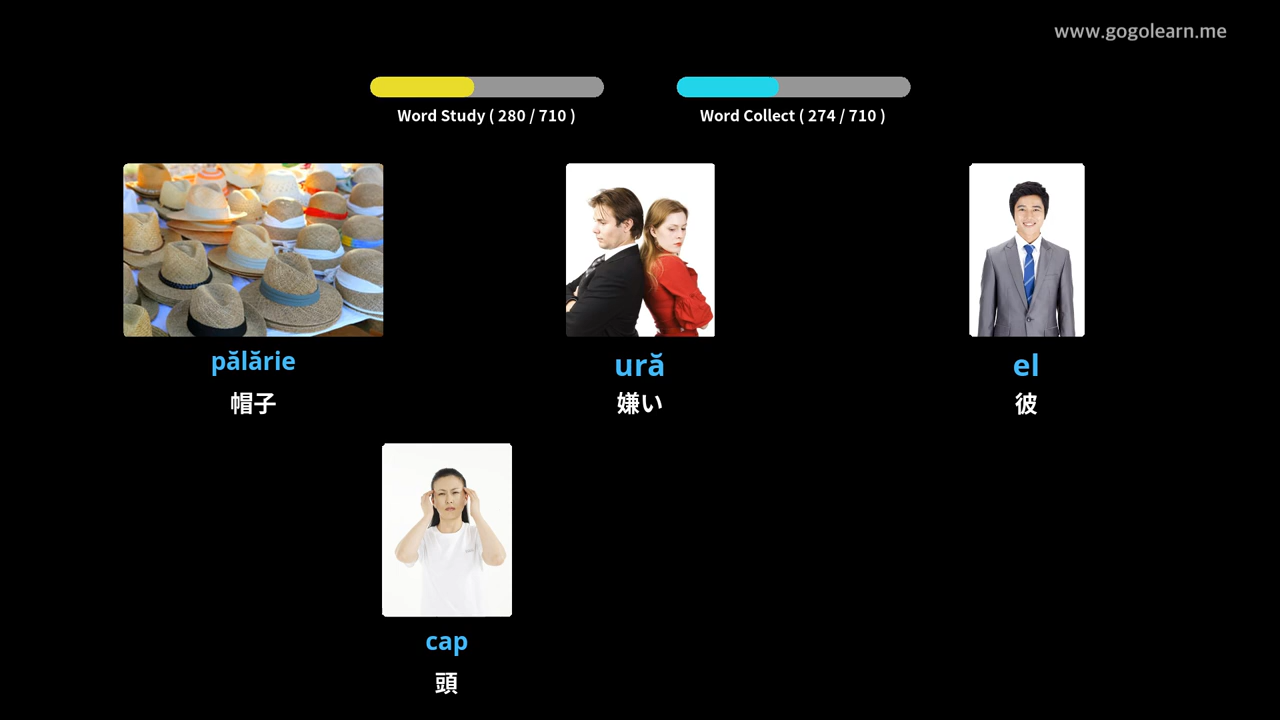 www.gogolearn.me
Word Study ( 280 / 710 )
Word Collect ( 274 / 710 )
pălărie
帽子
ură
嫌い
el
彼
cap
頭